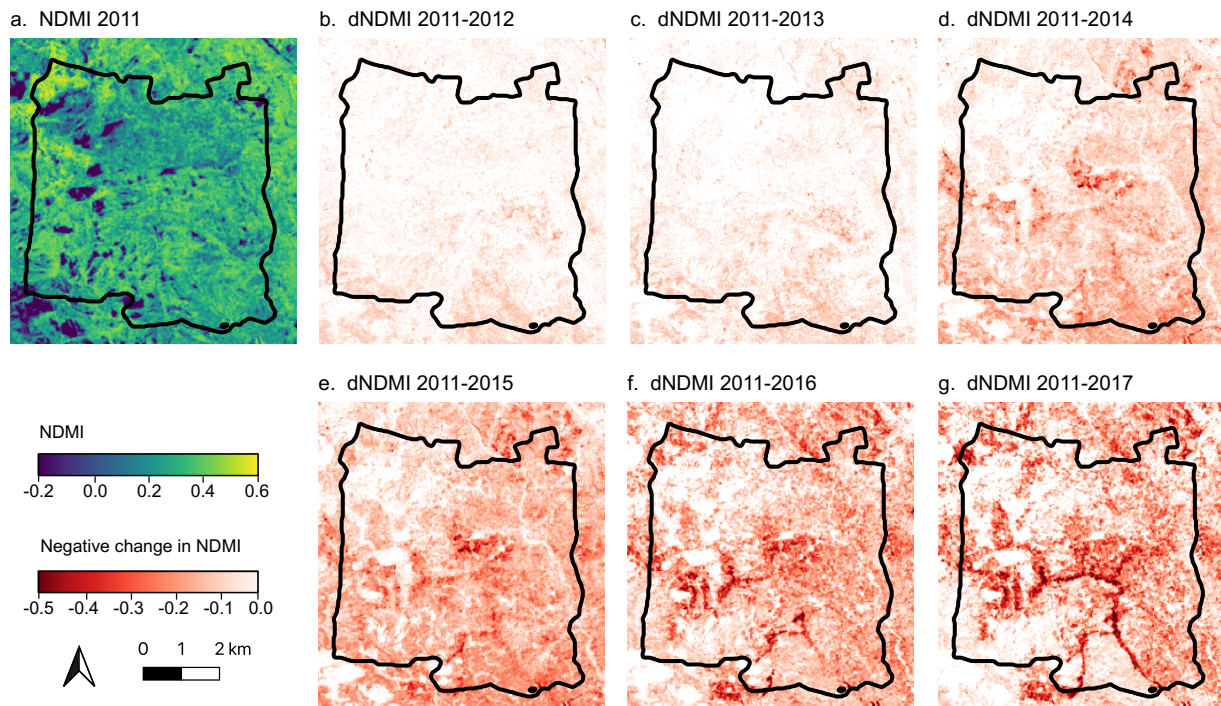 a. NDMI 2011
b. dNDMI 2011-2012
c. dNDMI 2011-2013
d. dNDMI 2011-2014
e. dNDMI 2011-2015
f. dNDMI 2011-2016
g. dNDMI 2011-2017
NDMI
-0.2 0.0 0.2 0.4 0.6
Negative change in NDMI
-0.5 -0.4 -0.3 -0.2 -0.1 0.0
0 1 2 km